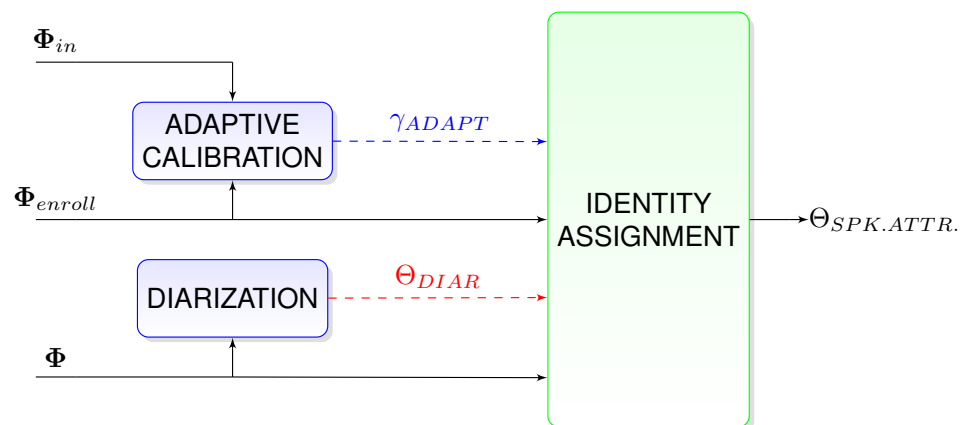 Φ_in
ADAPTIVE
CALIBRATION
γ_ADAPT
Φ_enroll
IDENTITY
ASSIGNMENT
Θ_SPK.ATTR.
DIARIZATION
Θ_DIAR
Φ